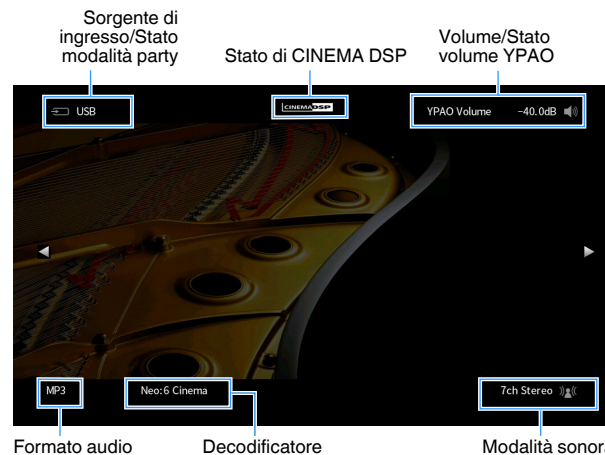 Sorgente di
ingresso/Stato
modalità party
Stato di CINEMA DSP
Volume/Stato
volume YPAO
USB
CINEMA DSP
YPAO Volume -40.0dB
MP3
Neo:6 Cinema
7ch Stereo
Formato audio
Decodificatore
Modalità sonora